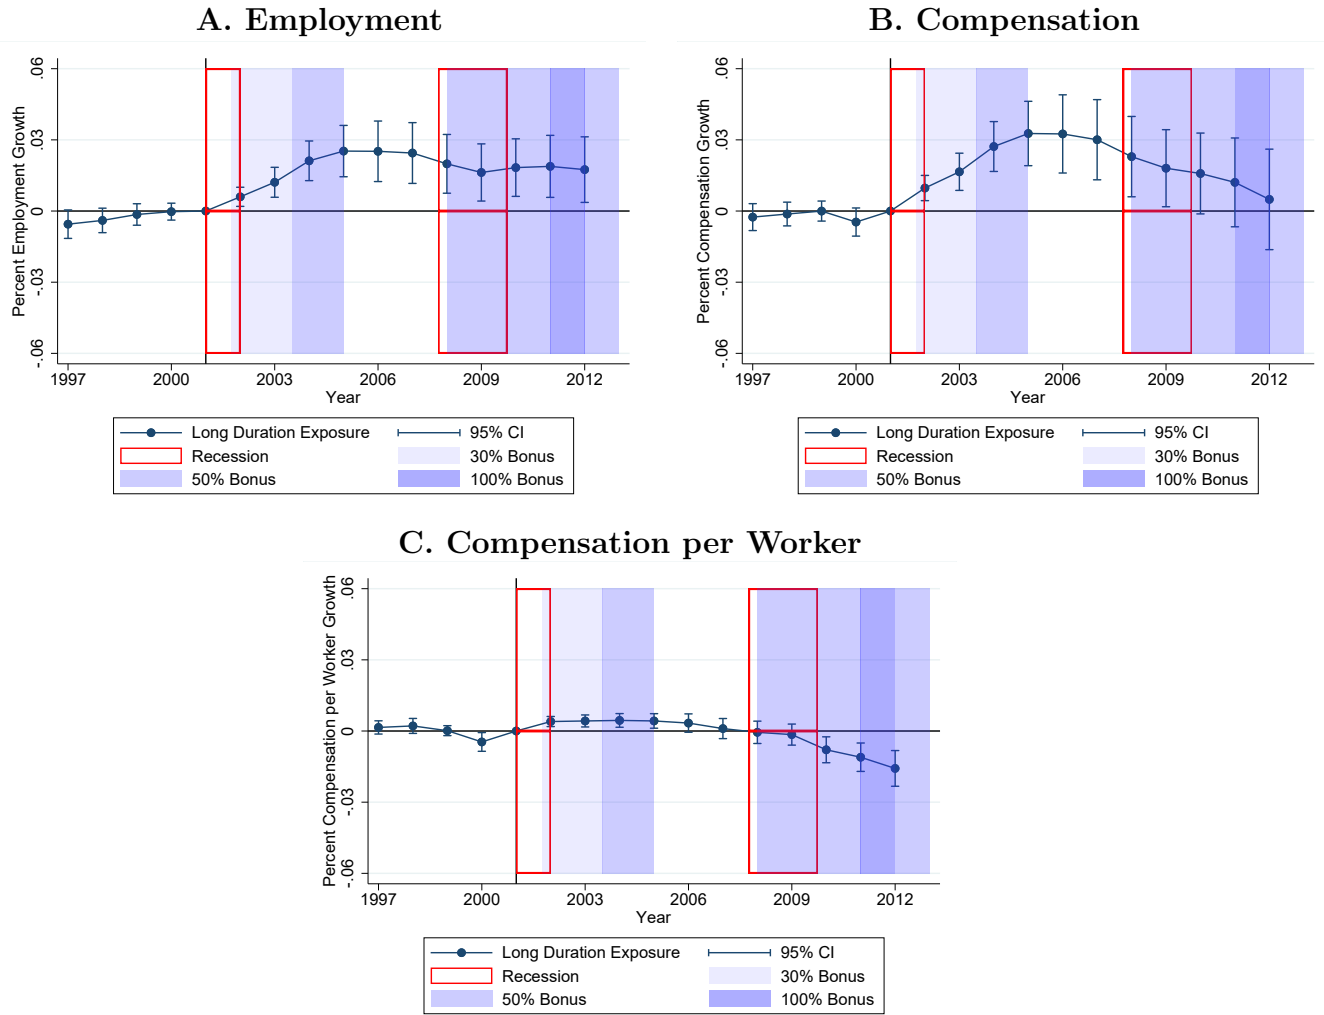 A. Employment
Percent Employment Growth
.06
.03
0
-.03
-.06
1997 2000 2003 2006 2009 2012
Year
Long Duration Exposure 95% CI
Recession 30% Bonus
50% Bonus 100% Bonus
B. Compensation
Percent Compensation Growth
.06
.03
0
-.03
-.06
1997 2000 2003 2006 2009 2012
Year
Long Duration Exposure 95% CI
Recession 30% Bonus
50% Bonus 100% Bonus
C. Compensation per Worker
Percent Compensation per Worker Growth
.06
.03
0
-.03
-.06
1997 2000 2003 2006 2009 2012
Year
Long Duration Exposure 95% CI
Recession 30% Bonus
50% Bonus 100% Bonus